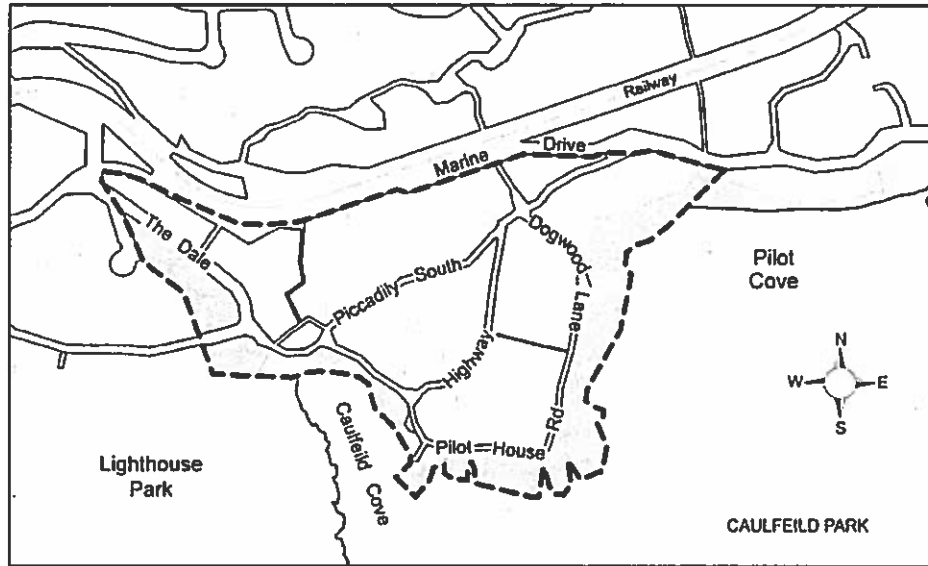 Railway
Marine Drive
The Dale
Piccadily South
Dogwood Lane
Pilot
Cove
Highway
N
W E
S
Caulfeild Cove
Pilot House Rd
Lighthouse
Park
CAULFEILD PARK